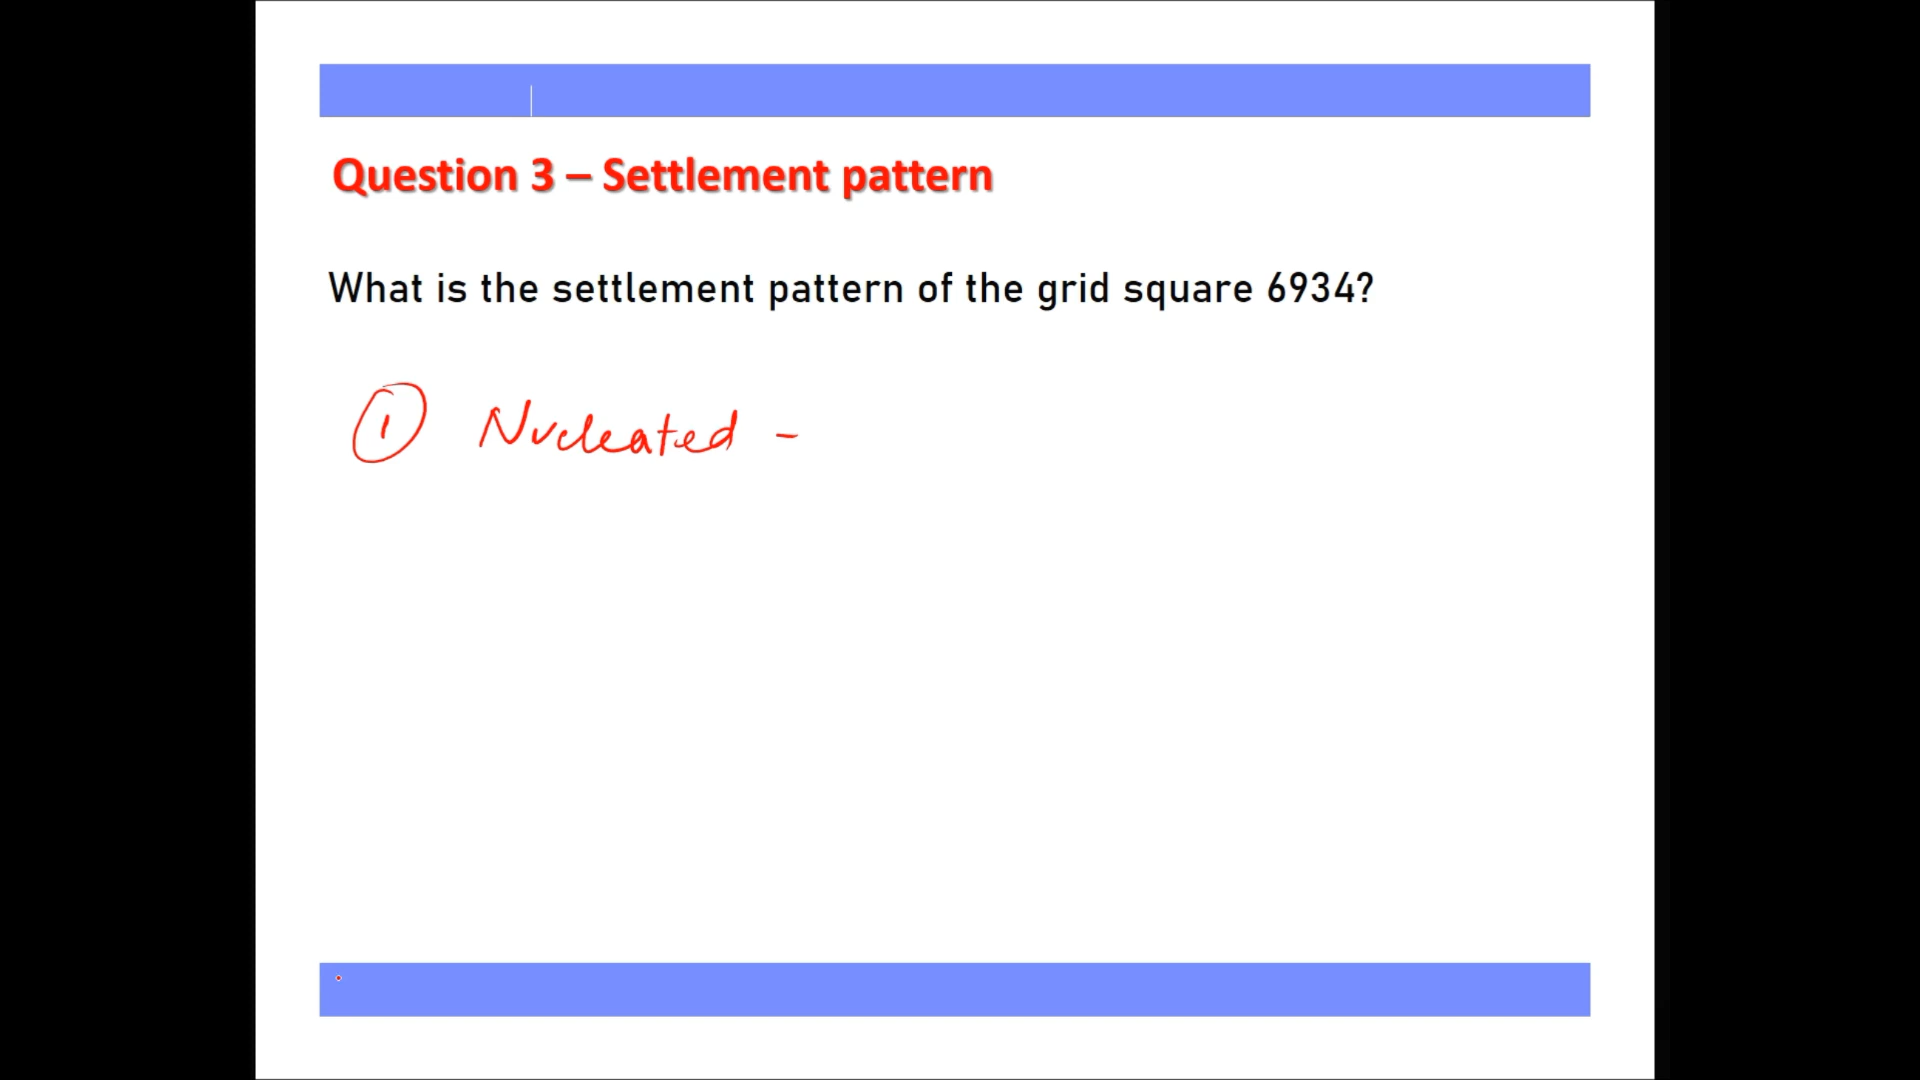 Question 3 – Settlement pattern
What is the settlement pattern of the grid square 6934?
① Nucleated -